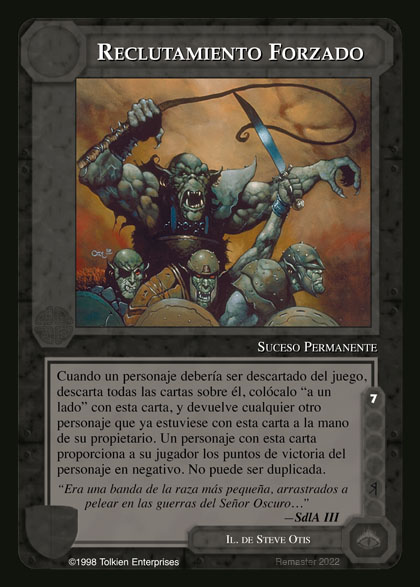 Reclutamiento Forzado
Suceso Permanente
Cuando un personaje debería ser descartado del juego,
descarta todas las cartas sobre él, colócalo “a un
lado” con esta carta, y devuelve cualquier otro
personaje que ya estuviese con esta carta a la mano
de su propietario. Un personaje con esta carta
proporciona a su jugador los puntos de victoria del
personaje en negativo. No puede ser duplicada.
7
“Era una banda de la raza más pequeña, arrastrados a
pelear en las guerras del Señor Oscuro…”
—SdlA III
Il. de Steve Otis
©1998 Tolkien Enterprises
Remaster 2022